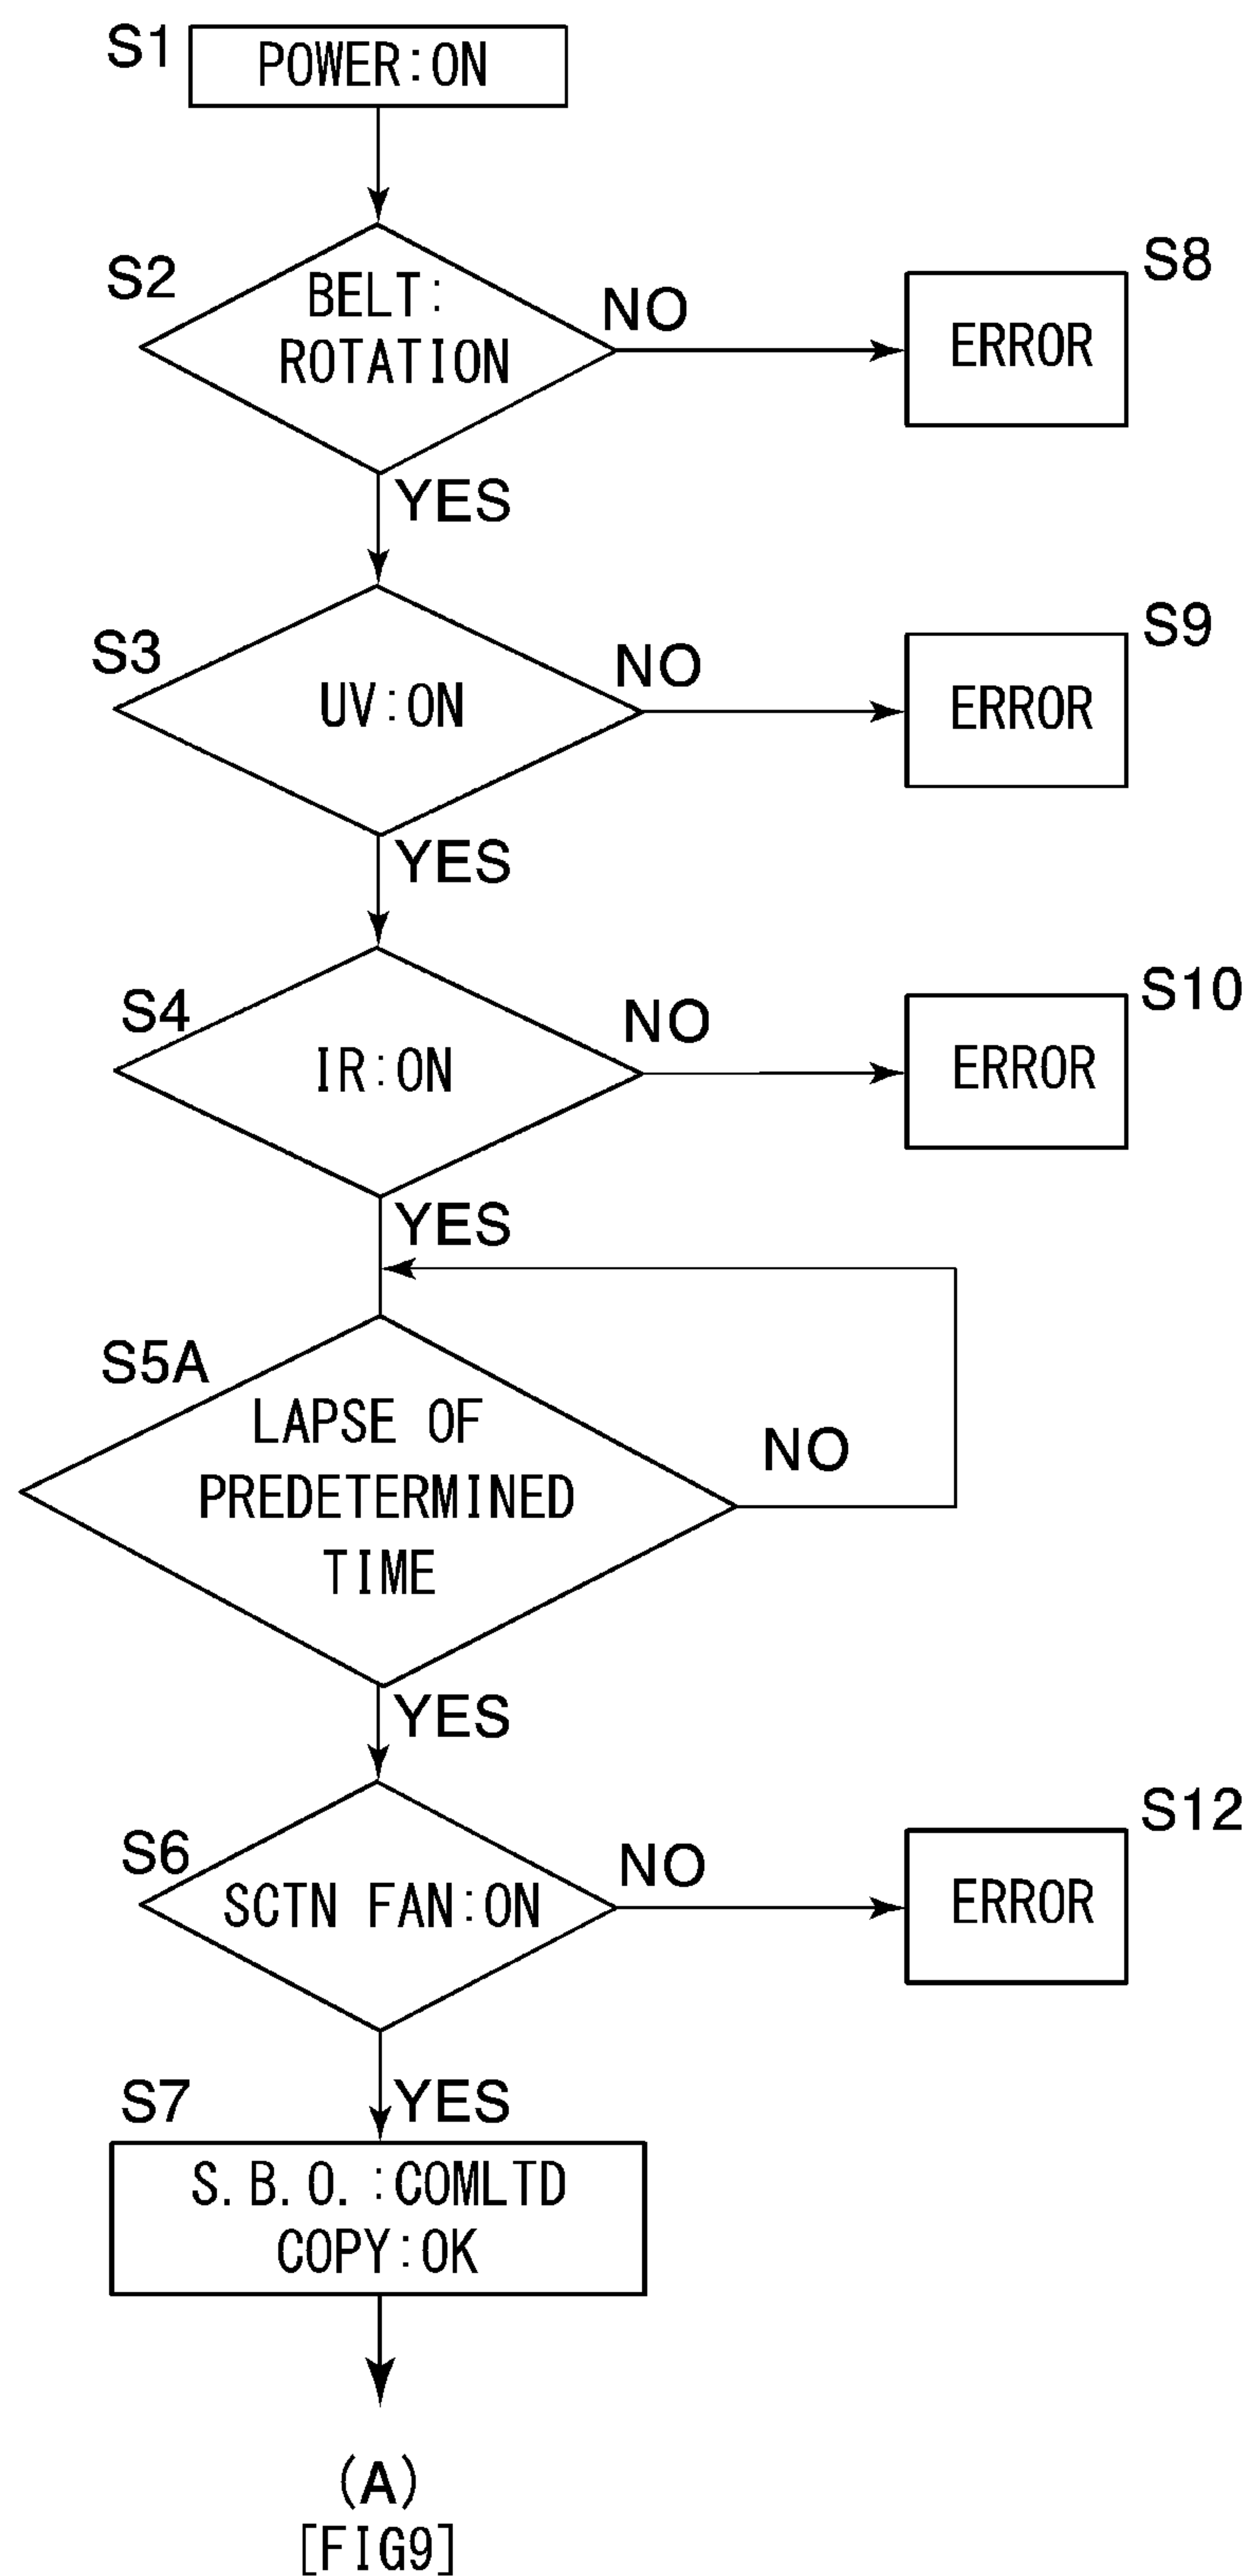 S1
POWER:ON
S2
BELT:
ROTATION
NO
S8
ERROR
YES
S3
UV:ON
NO
S9
ERROR
YES
S4
IR:ON
NO
S10
ERROR
YES
S5A
LAPSE OF
PREDETERMINED
TIME
NO
YES
S6
SCTN FAN:ON
NO
S12
ERROR
YES
S7
S.B.O.:COMLTD
COPY:OK
(A)
[FIG9]